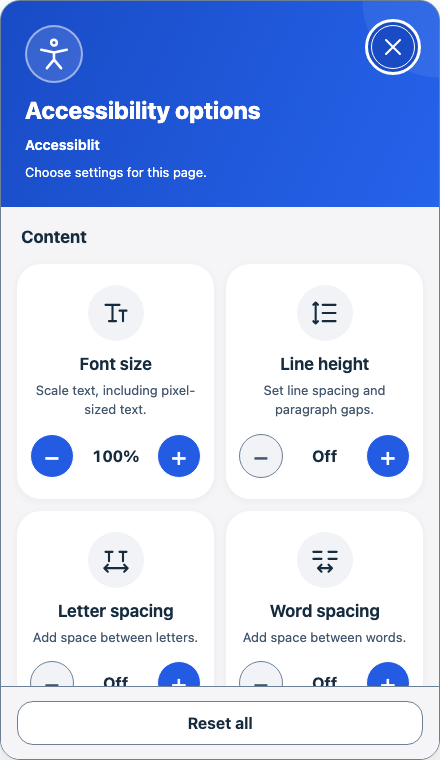 Accessibility options
Accessiblit
Choose settings for this page.
Content
Font size
Scale text, including pixel-
sized text.
− 100% +
Line height
Set line spacing and
paragraph gaps.
− Off +
Letter spacing
Add space between letters.
− Off +
Word spacing
Add space between words.
− Off +
Reset all